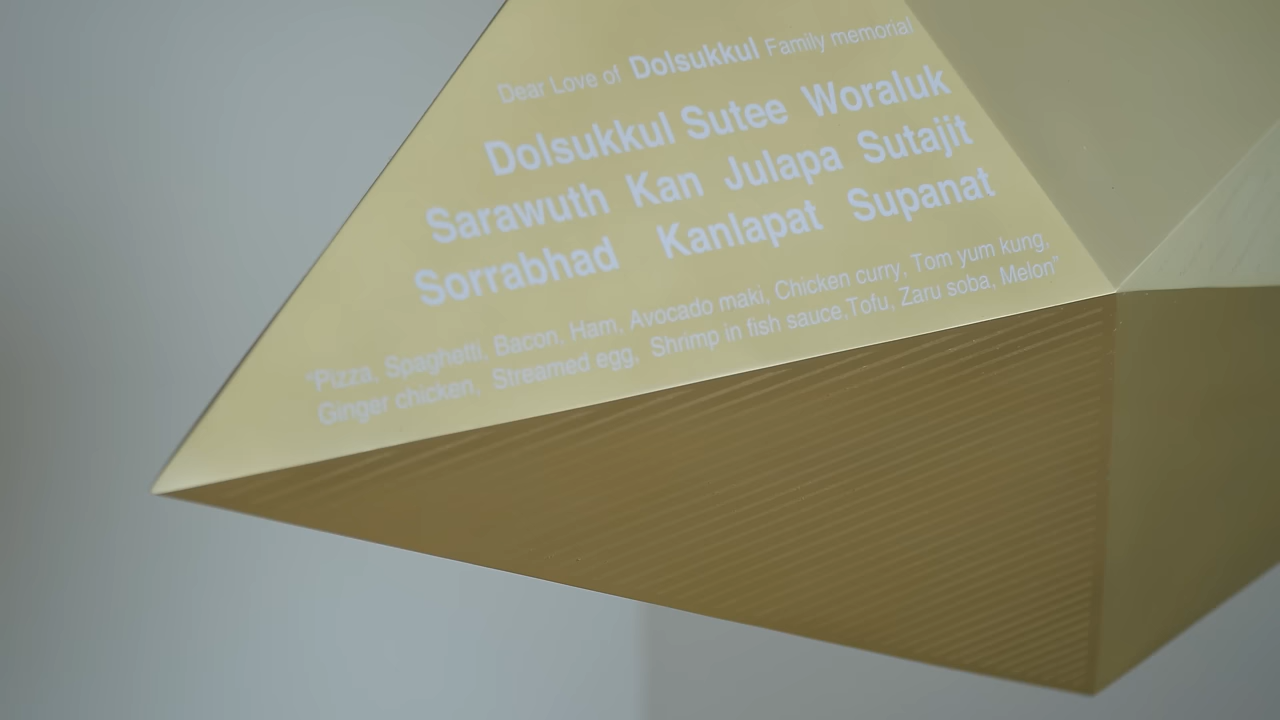 Dear Love of Dolsukkul Family memorial
Dolsukkul Sutee Woraluk
Sarawuth Kan Julapa Sutajit
Sorrabhad Kanlapat Supanat
"Pizza, Spaghetti, Bacon, Ham, Avocado maki, Chicken curry, Tom yum kung,
Ginger chicken, Streamed egg, Shrimp in fish sauce,Tofu, Zaru soba, Melon"